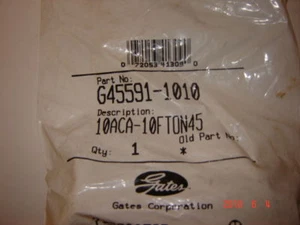 Part No:
G45591-1010
Description:
10ACA-10FTON45
Old Part No
Qty: 1 *
Gates
Gates Corporation